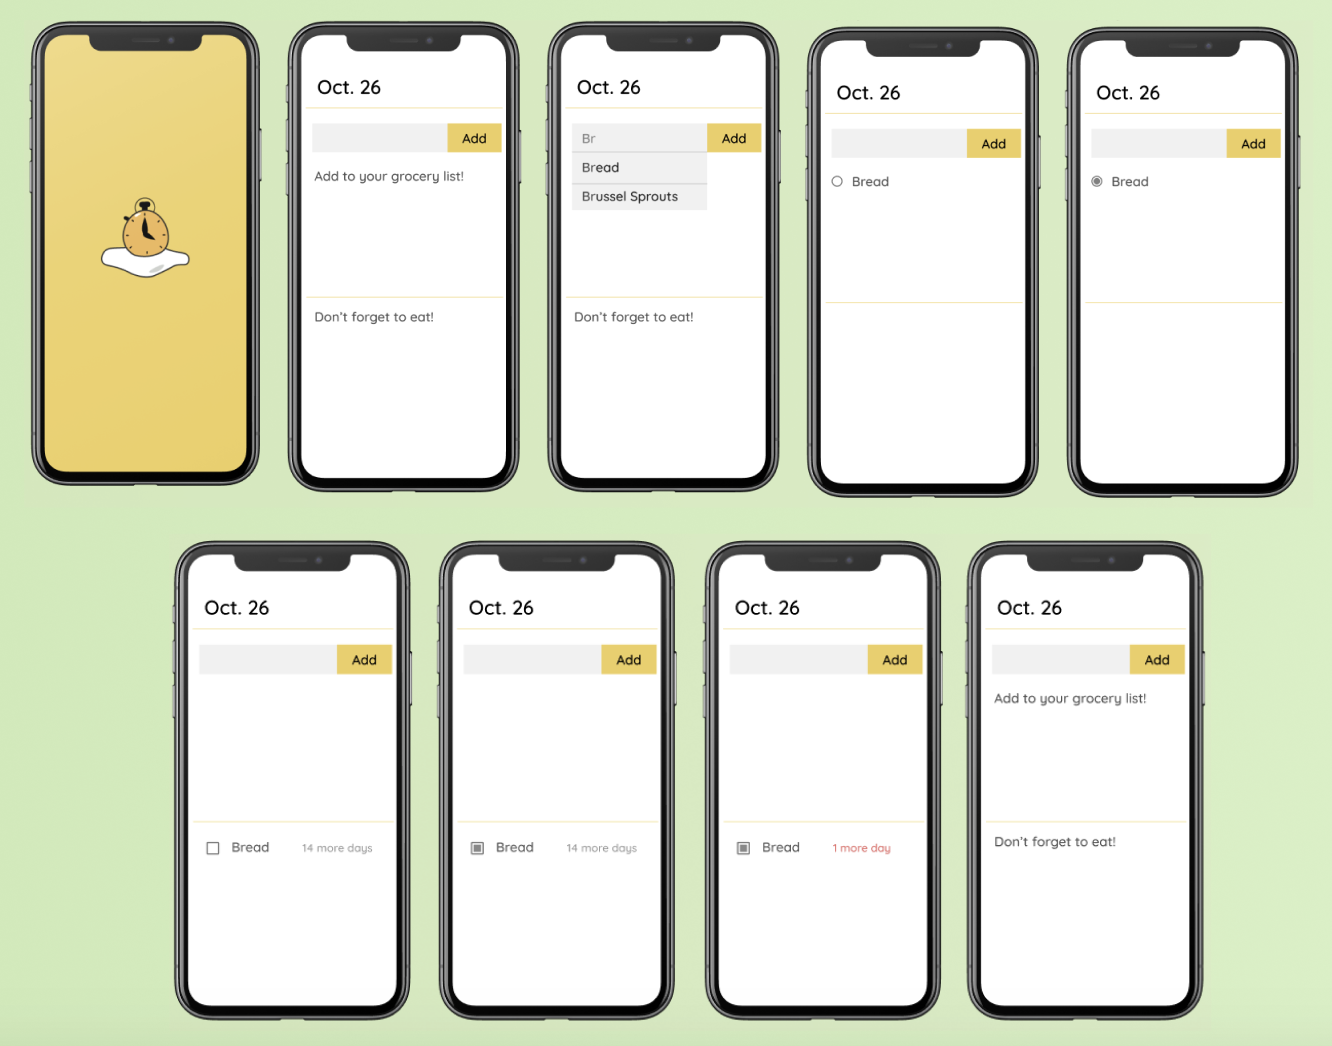 Oct. 26
Add
Add to your grocery list!
Don't forget to eat!
Oct. 26
Br
Add
Bread
Brussel Sprouts
Don't forget to eat!
Oct. 26
Add
Bread
Oct. 26
Add
Bread
Oct. 26
Add
Bread 14 more days
Oct. 26
Add
Bread 14 more days
Oct. 26
Add
Bread 1 more day
Oct. 26
Add
Add to your grocery list!
Don't forget to eat!